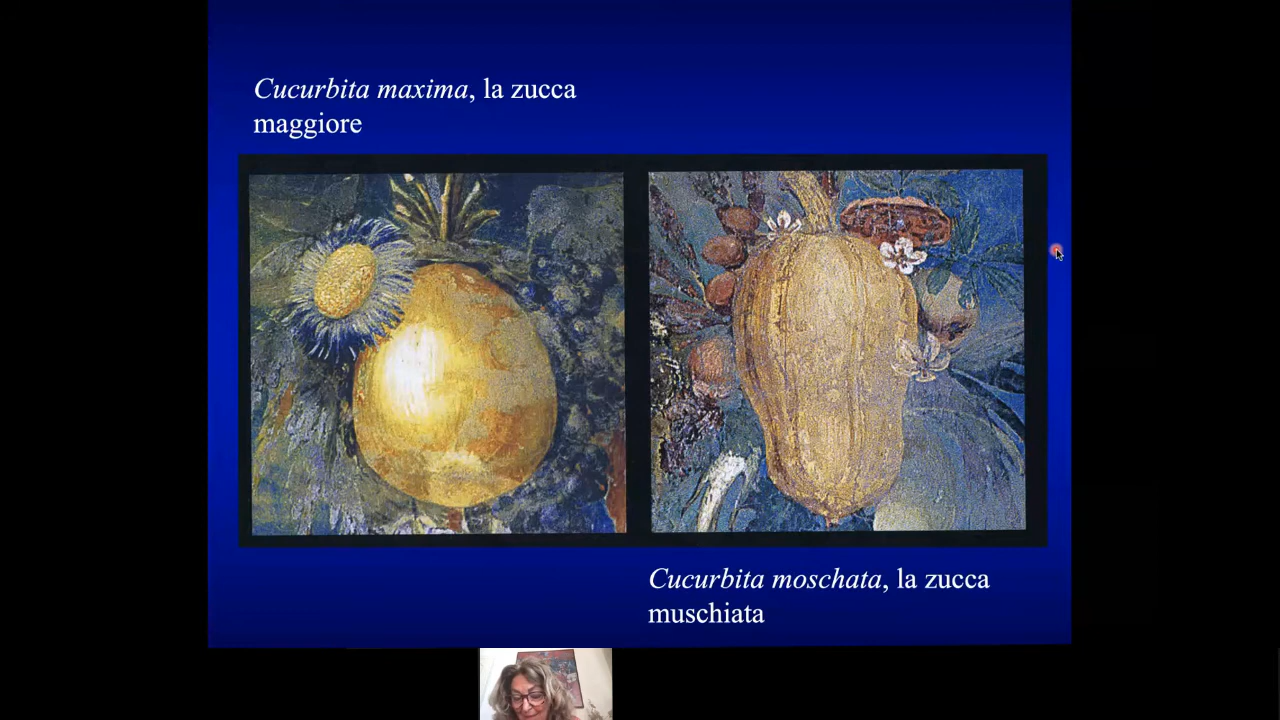 Cucurbita maxima, la zucca
maggiore
Cucurbita moschata, la zucca
muschiata